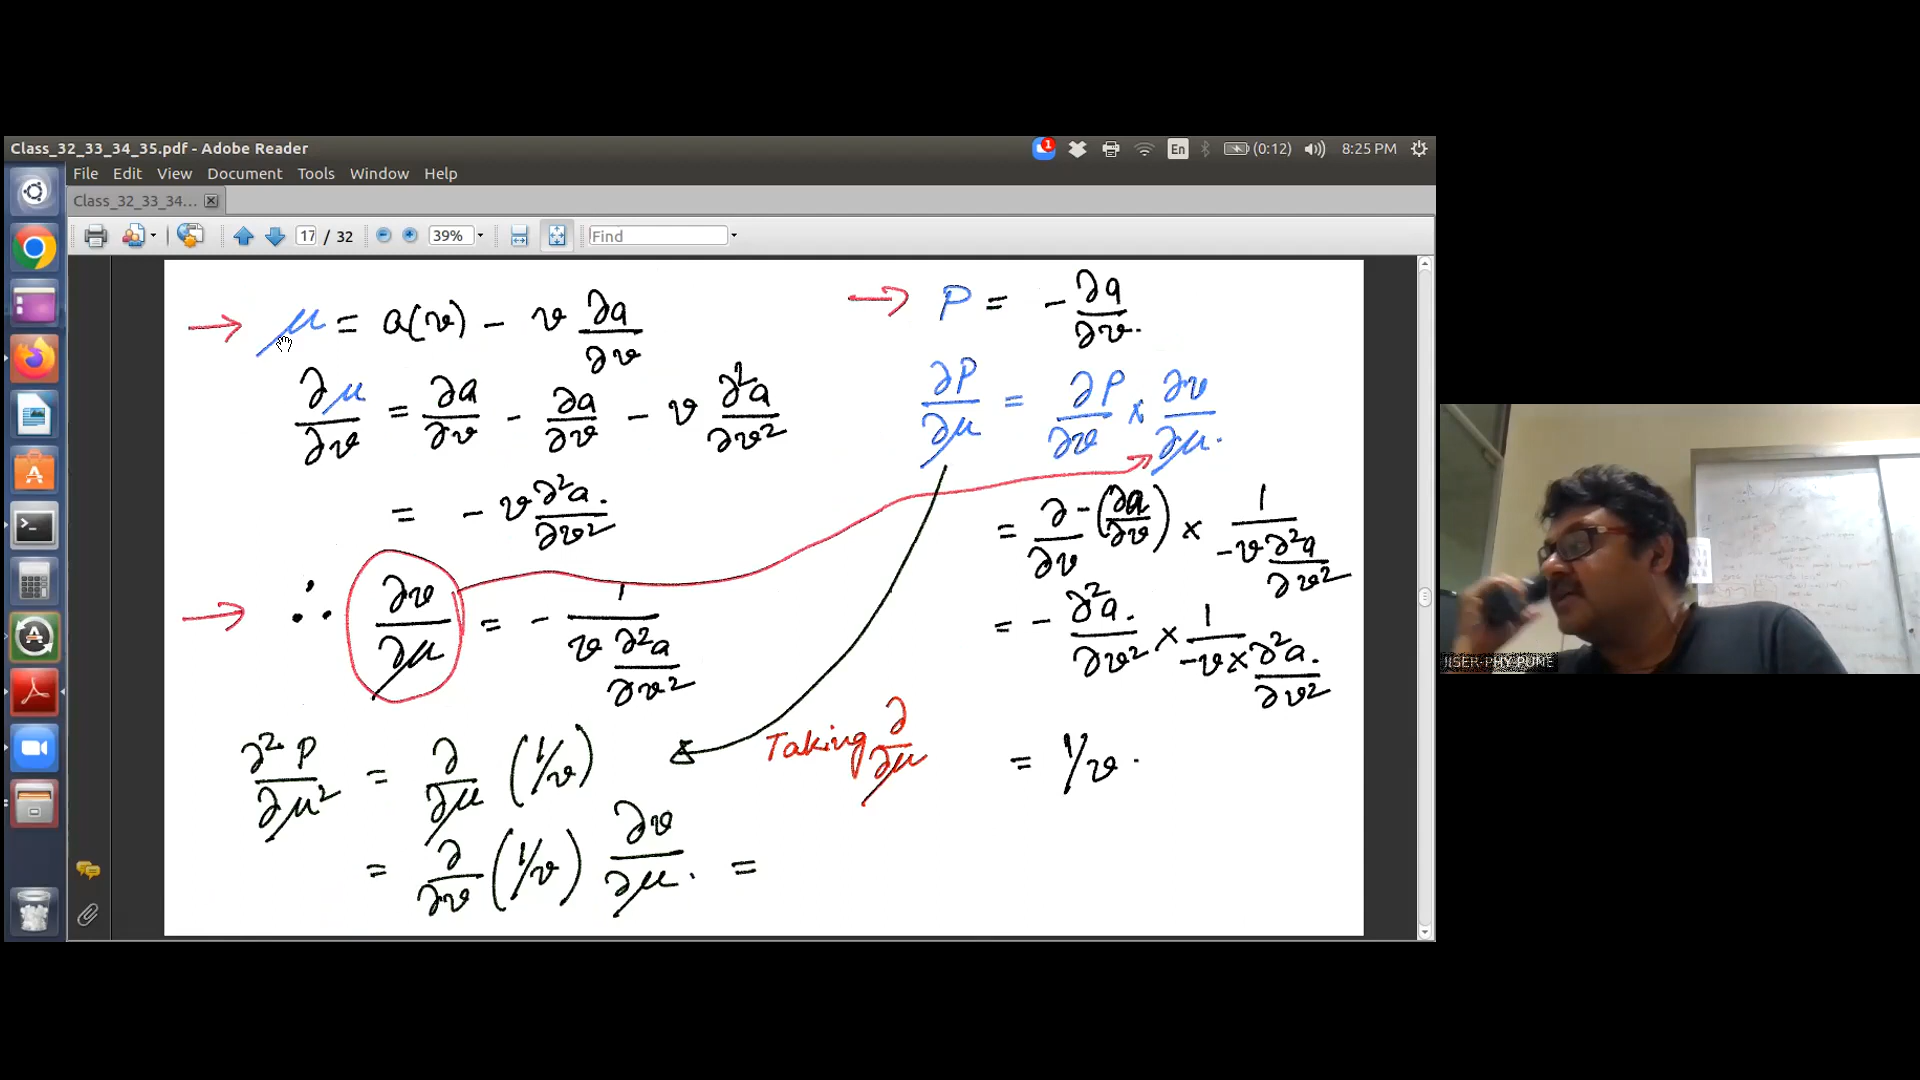 Class_32_33_34_35.pdf - Adobe Reader
1
En
(0:12)
8:25 PM
File Edit View Document Tools Window Help
Class_32_33_34...
17 / 32
39%
Find
→ μ = a(v) - v ∂a/∂v
∂μ/∂v = ∂a/∂v - ∂a/∂v - v ∂²a/∂v²
= - v ∂²a/∂v².
→ ∴ ∂v/∂μ = - 1/(v ∂²a/∂v²)
∂²P/∂μ² = ∂/∂μ (1/v)
= ∂/∂v (1/v) ∂v/∂μ. =
Taking ∂/∂μ
→ P = - ∂a/∂v.
∂P/∂μ = ∂P/∂v × ∂v/∂μ.
= ∂/∂v -(∂a/∂v) × 1/(-v ∂²a/∂v²)
= - ∂²a/∂v² × 1/(-v × ∂²a/∂v²)
= 1/v.
IISER-PHY-PUNE